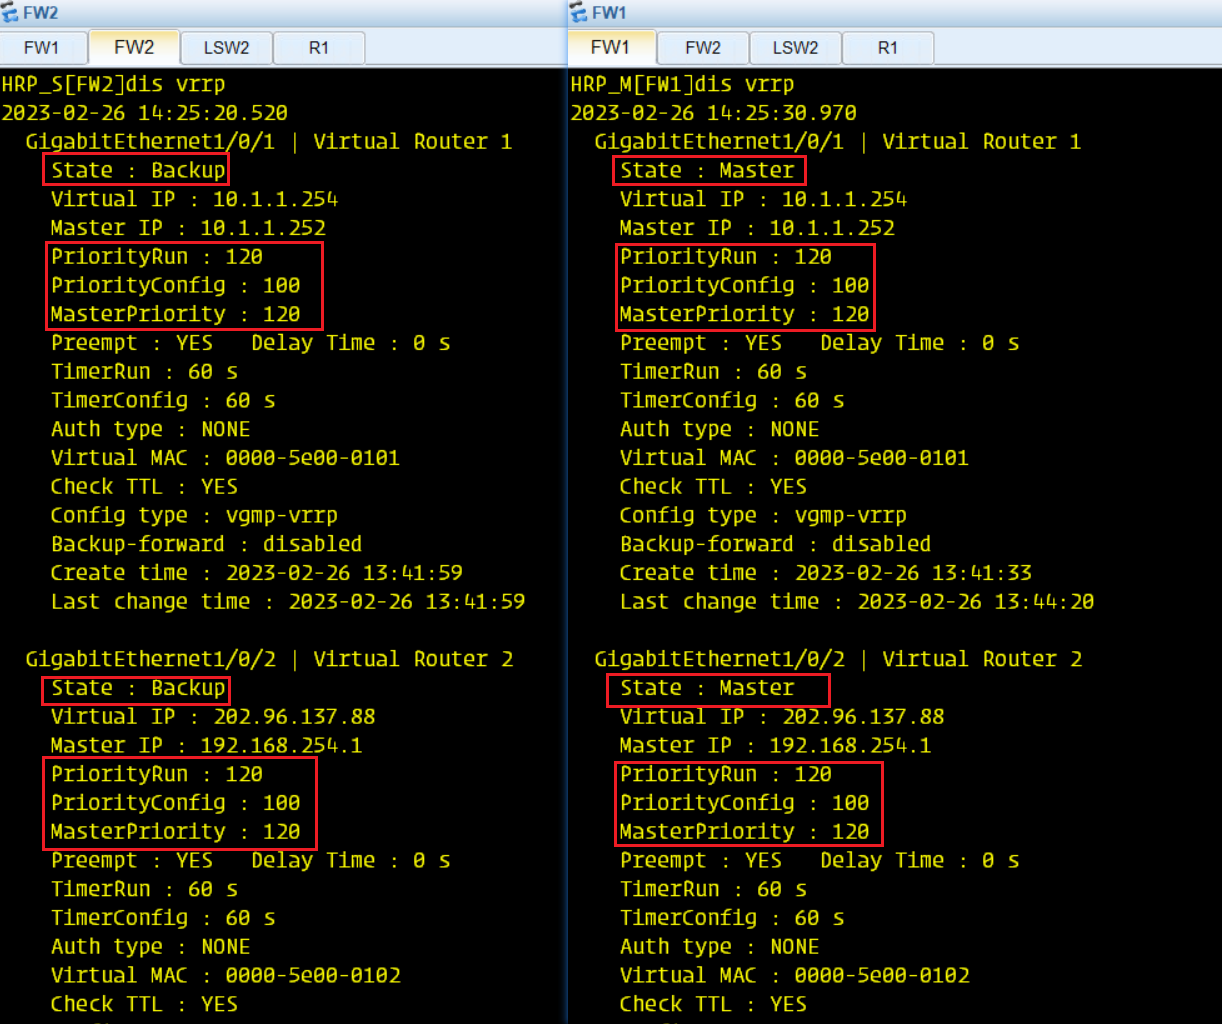 FW2
FW1 FW2 LSW2 R1
HRP_S[FW2]dis vrrp
2023-02-26 14:25:20.520
GigabitEthernet1/0/1 | Virtual Router 1
State : Backup
Virtual IP : 10.1.1.254
Master IP : 10.1.1.252
PriorityRun : 120
PriorityConfig : 100
MasterPriority : 120
Preempt : YES   Delay Time : 0 s
TimerRun : 60 s
TimerConfig : 60 s
Auth type : NONE
Virtual MAC : 0000-5e00-0101
Check TTL : YES
Config type : vgmp-vrrp
Backup-forward : disabled
Create time : 2023-02-26 13:41:59
Last change time : 2023-02-26 13:41:59
GigabitEthernet1/0/2 | Virtual Router 2
State : Backup
Virtual IP : 202.96.137.88
Master IP : 192.168.254.1
PriorityRun : 120
PriorityConfig : 100
MasterPriority : 120
Preempt : YES   Delay Time : 0 s
TimerRun : 60 s
TimerConfig : 60 s
Auth type : NONE
Virtual MAC : 0000-5e00-0102
Check TTL : YES
FW1
FW1 FW2 LSW2 R1
HRP_M[FW1]dis vrrp
2023-02-26 14:25:30.970
GigabitEthernet1/0/1 | Virtual Router 1
State : Master
Virtual IP : 10.1.1.254
Master IP : 10.1.1.252
PriorityRun : 120
PriorityConfig : 100
MasterPriority : 120
Preempt : YES   Delay Time : 0 s
TimerRun : 60 s
TimerConfig : 60 s
Auth type : NONE
Virtual MAC : 0000-5e00-0101
Check TTL : YES
Config type : vgmp-vrrp
Backup-forward : disabled
Create time : 2023-02-26 13:41:33
Last change time : 2023-02-26 13:44:20
GigabitEthernet1/0/2 | Virtual Router 2
State : Master
Virtual IP : 202.96.137.88
Master IP : 192.168.254.1
PriorityRun : 120
PriorityConfig : 100
MasterPriority : 120
Preempt : YES   Delay Time : 0 s
TimerRun : 60 s
TimerConfig : 60 s
Auth type : NONE
Virtual MAC : 0000-5e00-0102
Check TTL : YES